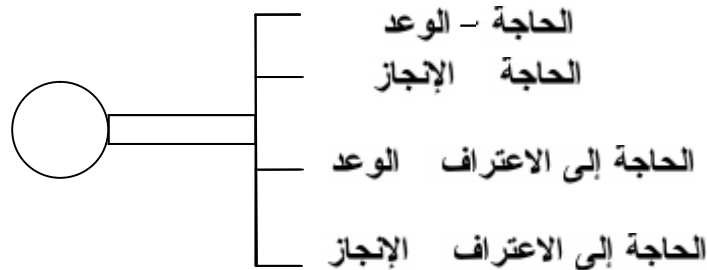 الحاجة – الوعد
الحاجة الإنجاز
الحاجة إلى الاعتراف الوعد
الحاجة إلى الاعتراف الإنجاز